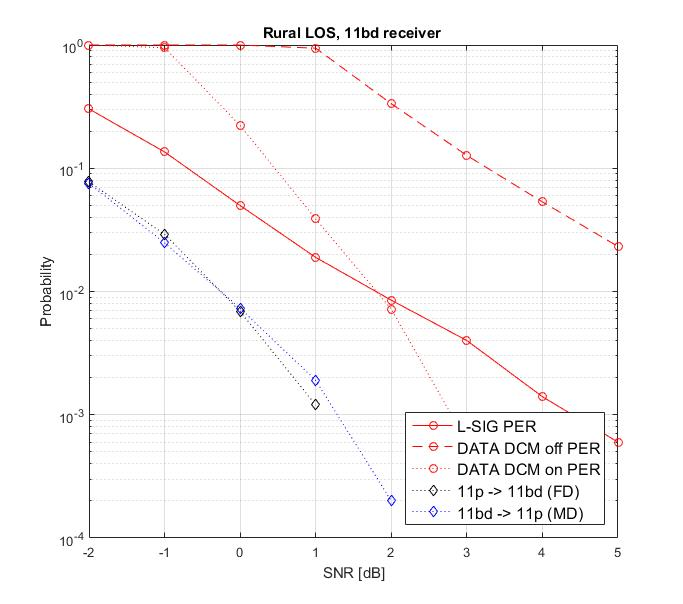 Rural LOS, 11bd receiver
10^0
10^-1
10^-2
10^-3
10^-4
Probability
-2 -1 0 1 2 3 4 5
SNR [dB]
L-SIG PER
DATA DCM off PER
DATA DCM on PER
11p -> 11bd (FD)
11bd -> 11p (MD)